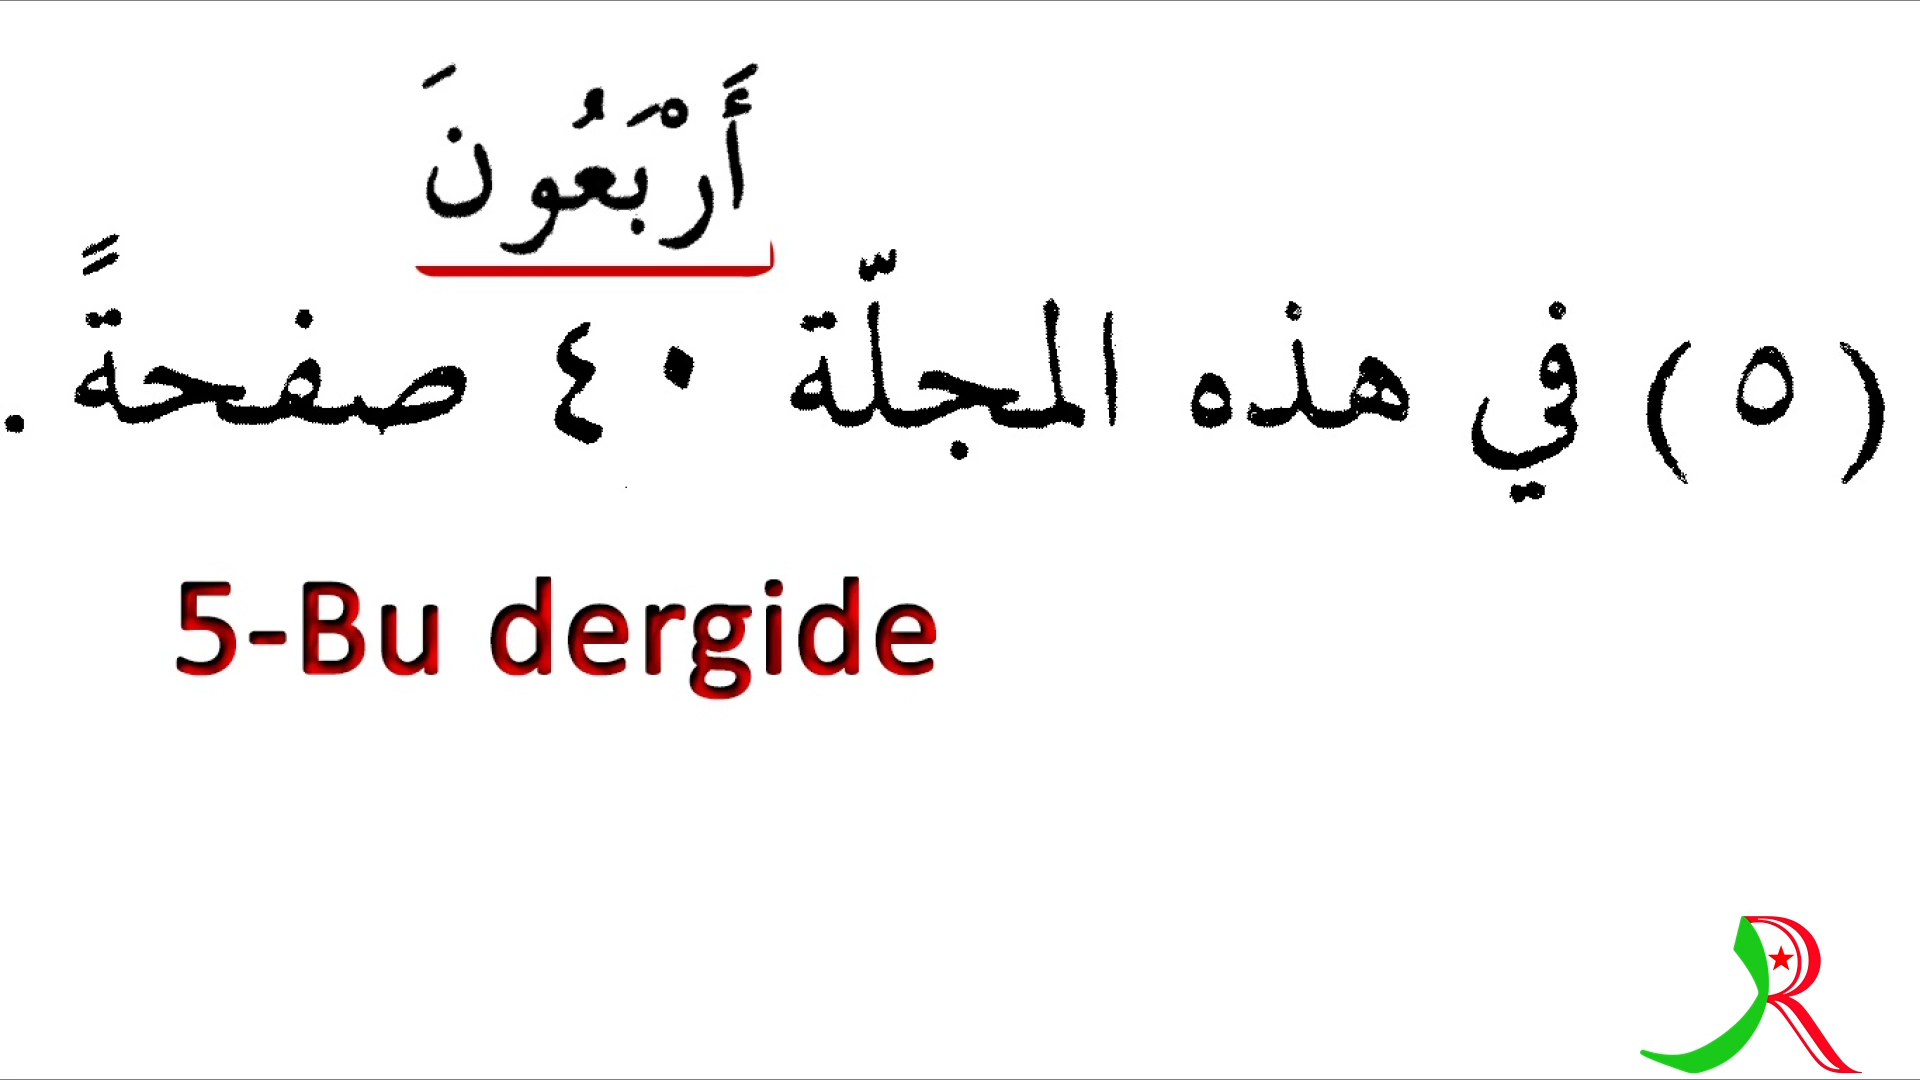 أَرْبَعُونَ
(٥) في هذه المجلّة ٤٠ صفحةً .
5-Bu dergide